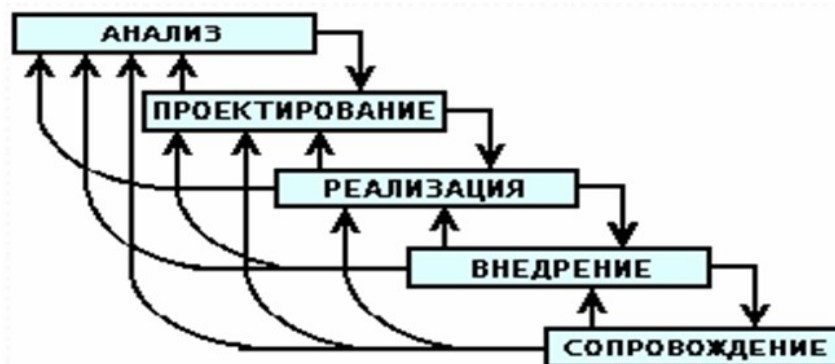 АНАЛИЗ
ПРОЕКТИРОВАНИЕ
РЕАЛИЗАЦИЯ
ВНЕДРЕНИЕ
СОПРОВОЖДЕНИЕ